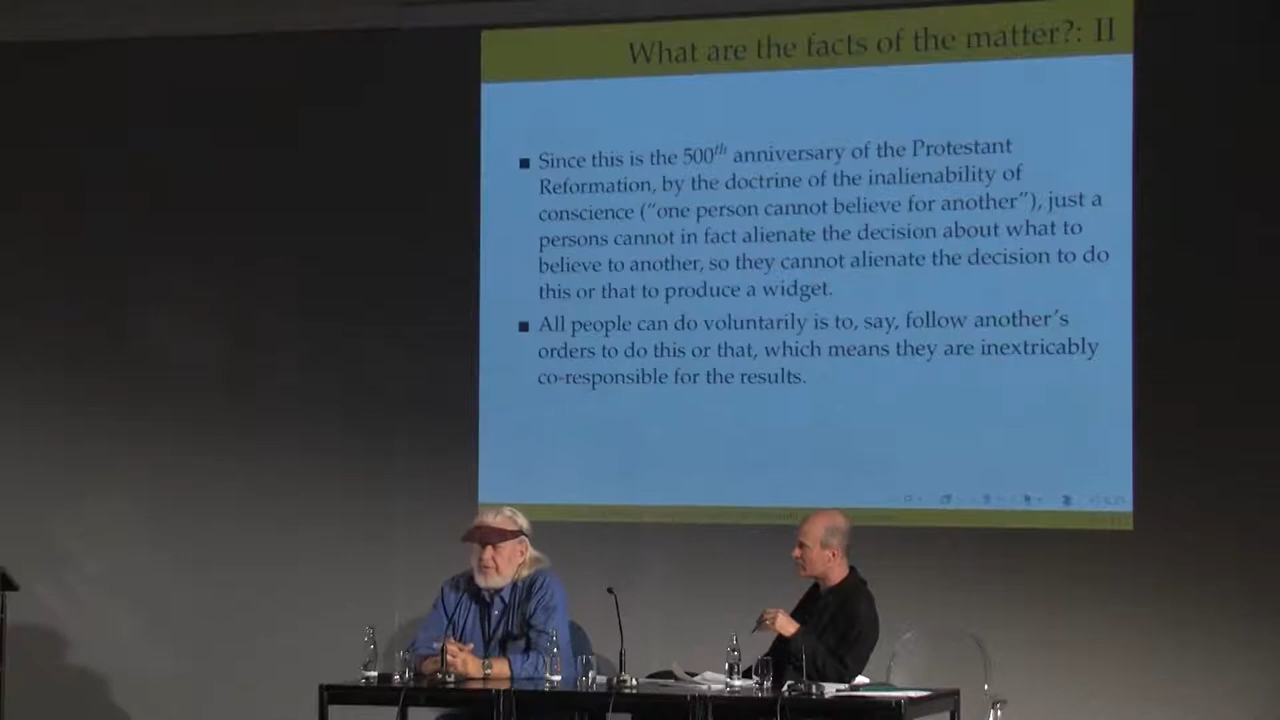 What are the facts of the matter?: II
Since this is the 500th anniversary of the Protestant
Reformation, by the doctrine of the inalienability of
conscience (“one person cannot believe for another”), just a
persons cannot in fact alienate the decision about what to
believe to another, so they cannot alienate the decision to do
this or that to produce a widget.
All people can do voluntarily is to, say, follow another’s
orders to do this or that, which means they are inextricably
co-responsible for the results.